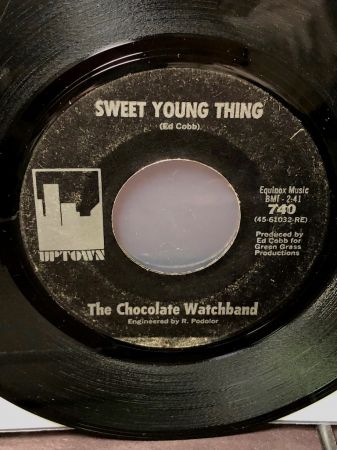 SWEET YOUNG THING
(Ed Cobb)
Equinox Music
BMI - 2:41
740
(45-61032-RE)
UPTOWN
Produced by
Ed Cobb for
Green Grass
Productions
The Chocolate Watchband
Engineered by R. Podolor